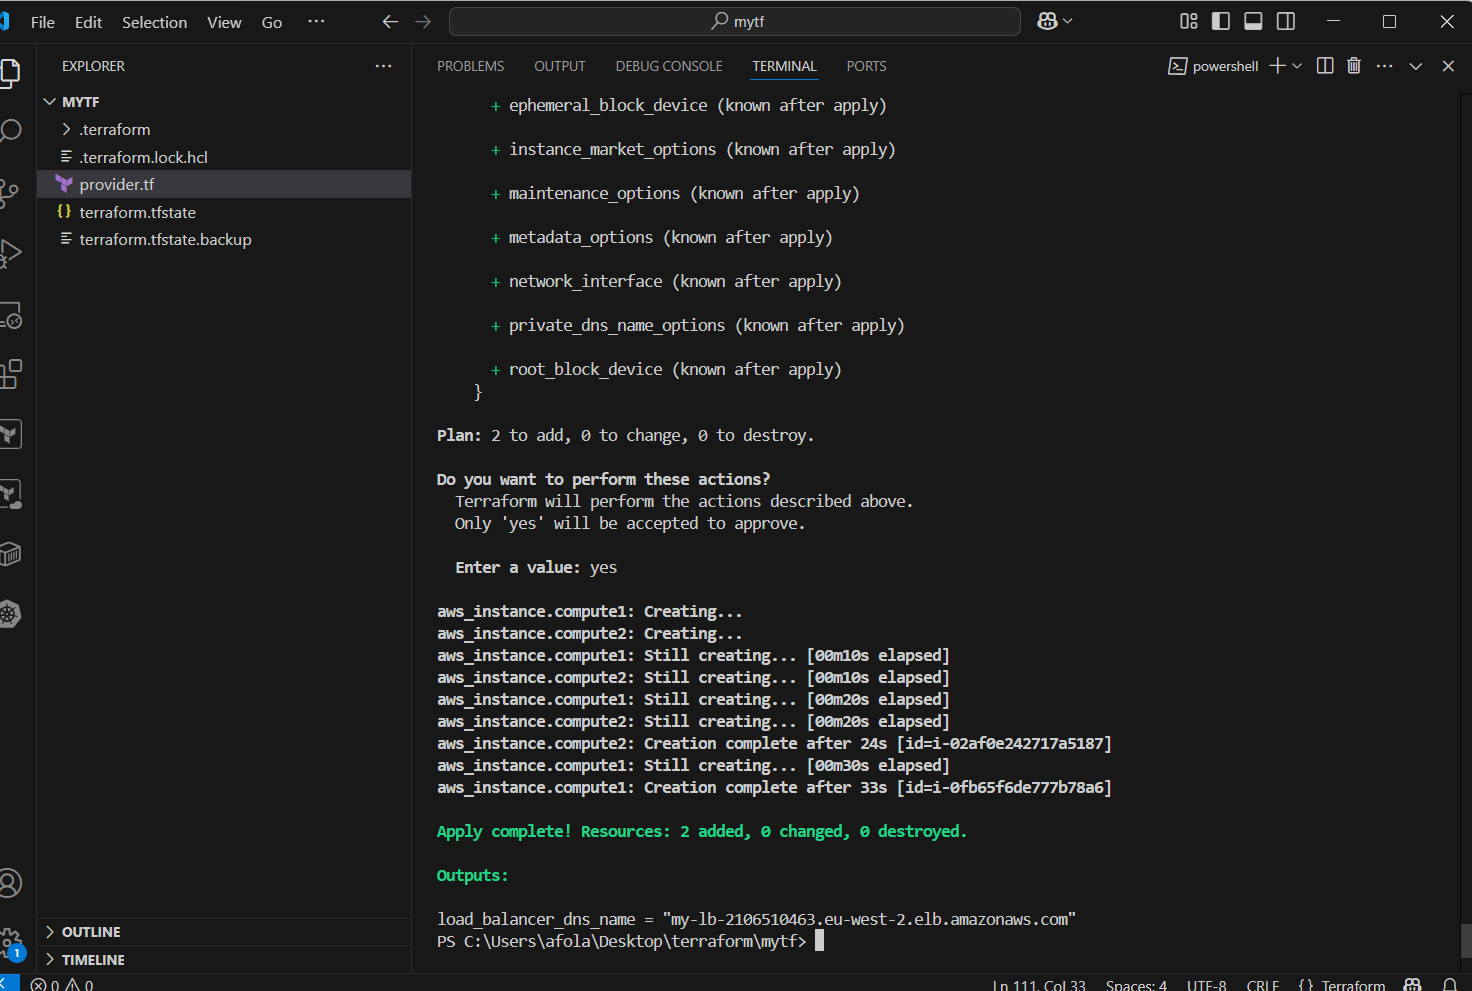 File Edit Selection View Go ··· mytf
EXPLORER ···
PROBLEMS OUTPUT DEBUG CONSOLE TERMINAL PORTS
powershell
MYTF
.terraform
.terraform.lock.hcl
provider.tf
{} terraform.tfstate
terraform.tfstate.backup
+ ephemeral_block_device (known after apply)
+ instance_market_options (known after apply)
+ maintenance_options (known after apply)
+ metadata_options (known after apply)
+ network_interface (known after apply)
+ private_dns_name_options (known after apply)
+ root_block_device (known after apply)
}
Plan: 2 to add, 0 to change, 0 to destroy.
Do you want to perform these actions?
Terraform will perform the actions described above.
Only 'yes' will be accepted to approve.
Enter a value: yes
aws_instance.compute1: Creating...
aws_instance.compute2: Creating...
aws_instance.compute1: Still creating... [00m10s elapsed]
aws_instance.compute2: Still creating... [00m10s elapsed]
aws_instance.compute1: Still creating... [00m20s elapsed]
aws_instance.compute2: Still creating... [00m20s elapsed]
aws_instance.compute2: Creation complete after 24s [id=i-02af0e242717a5187]
aws_instance.compute1: Still creating... [00m30s elapsed]
aws_instance.compute1: Creation complete after 33s [id=i-0fb65f6de777b78a6]
Apply complete! Resources: 2 added, 0 changed, 0 destroyed.
Outputs:
load_balancer_dns_name = "my-lb-2106510463.eu-west-2.elb.amazonaws.com"
PS C:\Users\afola\Desktop\terraform\mytf>
OUTLINE
TIMELINE
1
0 0
Ln 111, Col 33 Spaces: 4 UTF-8 CRLF {} Terraform